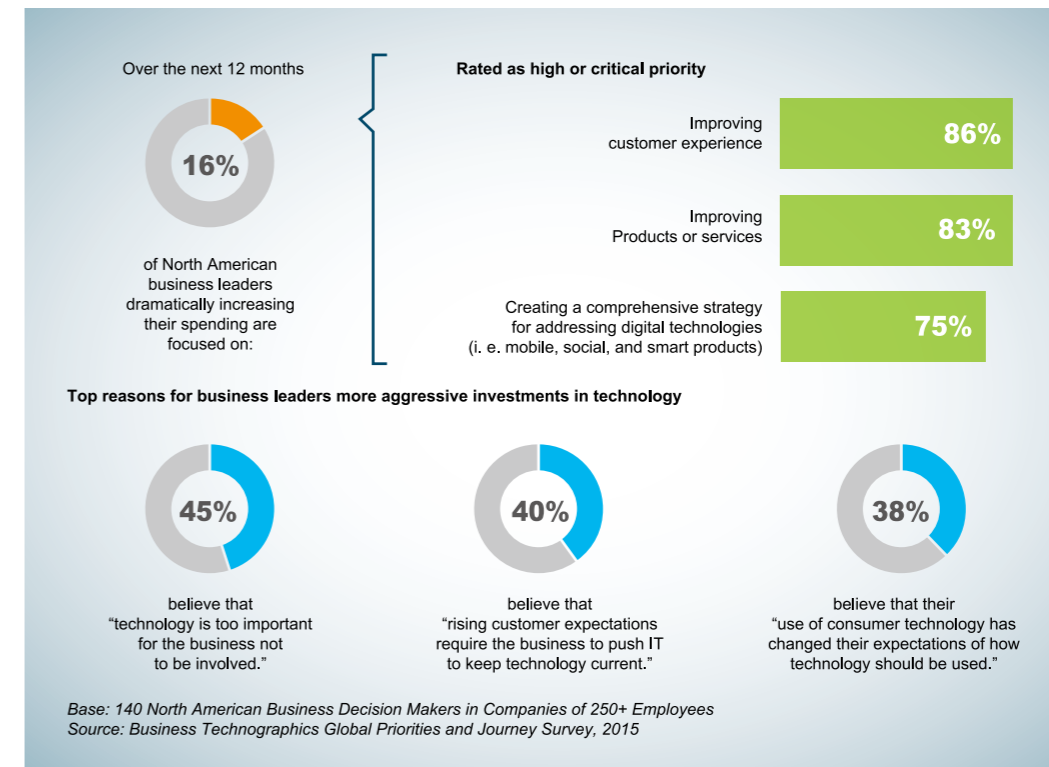 Over the next 12 months
16%
of North American
business leaders
dramatically increasing
their spending are
focused on:
Rated as high or critical priority
Improving
customer experience
86%
Improving
Products or services
83%
Creating a comprehensive strategy
for addressing digital technologies
(i. e. mobile, social, and smart products)
75%
Top reasons for business leaders more aggressive investments in technology
45%
believe that
“technology is too important
for the business not
to be involved.”
40%
believe that
“rising customer expectations
require the business to push IT
to keep technology current.”
38%
believe that their
“use of consumer technology has
changed their expectations of how
technology should be used.”
Base: 140 North American Business Decision Makers in Companies of 250+ Employees
Source: Business Technographics Global Priorities and Journey Survey, 2015